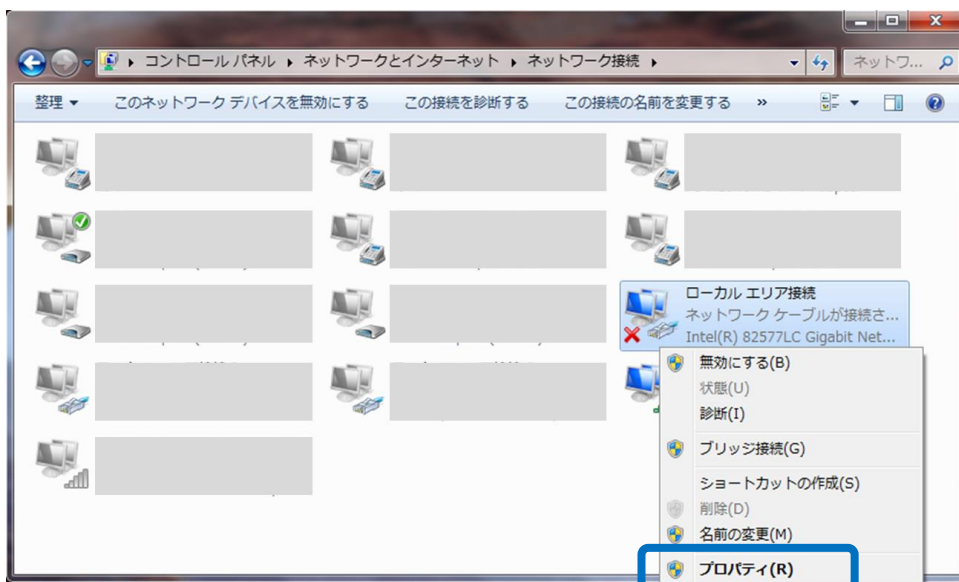 コントロール パネル ▸ ネットワークとインターネット ▸ ネットワーク接続 ▸
ネットワ...
整理 ▼ このネットワーク デバイスを無効にする この接続を診断する この接続の名前を変更する »
ローカル エリア接続
ネットワーク ケーブルが接続さ...
Intel(R) 82577LC Gigabit Net...
無効にする(B)
状態(U)
診断(I)
ブリッジ接続(G)
ショートカットの作成(S)
削除(D)
名前の変更(M)
プロパティ(R)